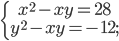 x² − xy = 28
y² − xy = −12;